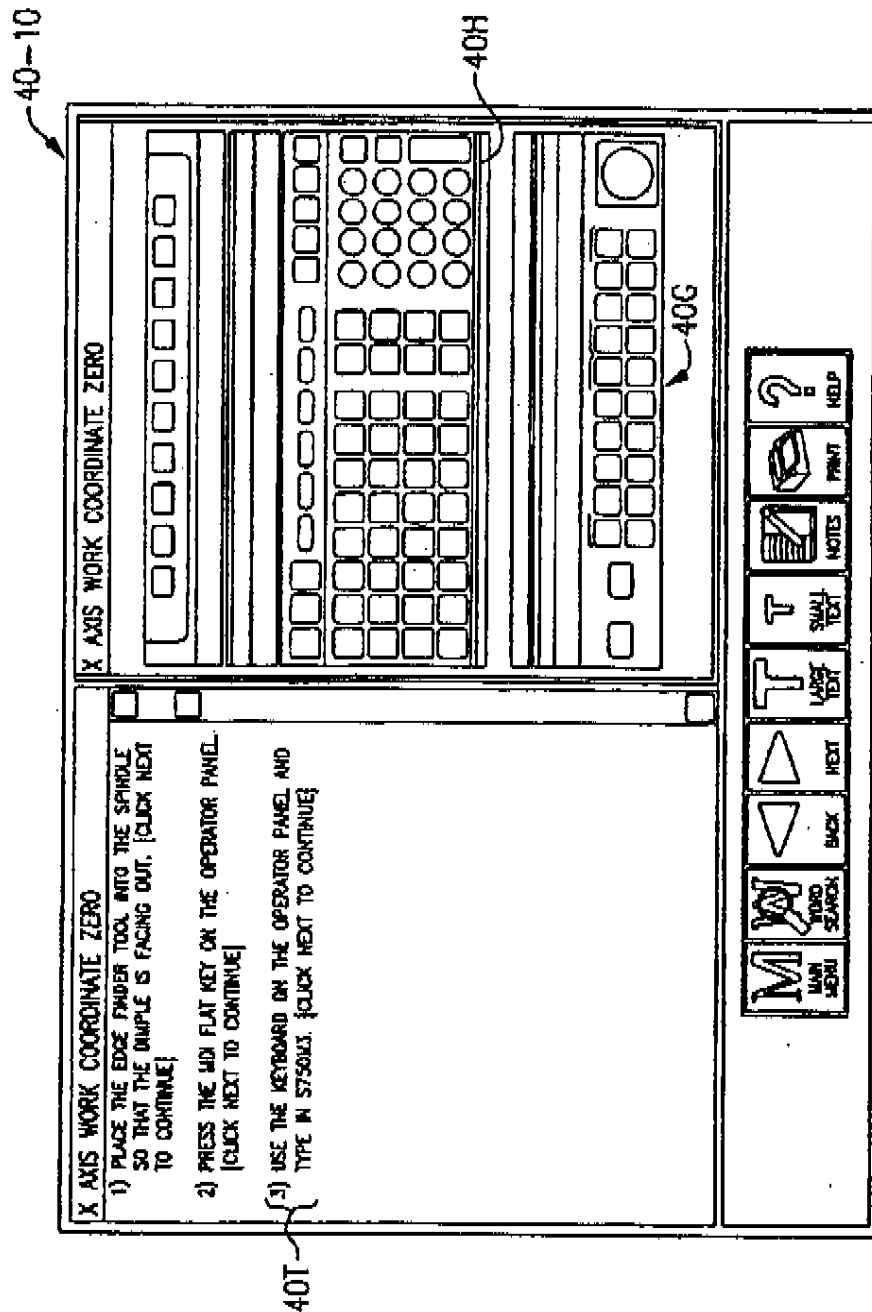 40-10
X AXIS WORK COORDINATE ZERO
1) PLACE THE EDGE FINDER TOOL INTO THE SPINDLE
SO THAT THE DIMPLE IS FACING OUT. [CLICK NEXT
TO CONTINUE]
2) PRESS THE MDI FLAT KEY ON THE OPERATOR PANEL.
[CLICK NEXT TO CONTINUE]
3) USE THE KEYBOARD ON THE OPERATOR PANEL AND
TYPE IN S750M3. [CLICK NEXT TO CONTINUE]
40T
X AXIS WORK COORDINATE ZERO
40H
40G
M
MAIN
MENU
W
WORD
SEARCH
BACK
NEXT
T
LARGE
TEXT
T
SMALL
TEXT
NOTES
PRINT
?
HELP